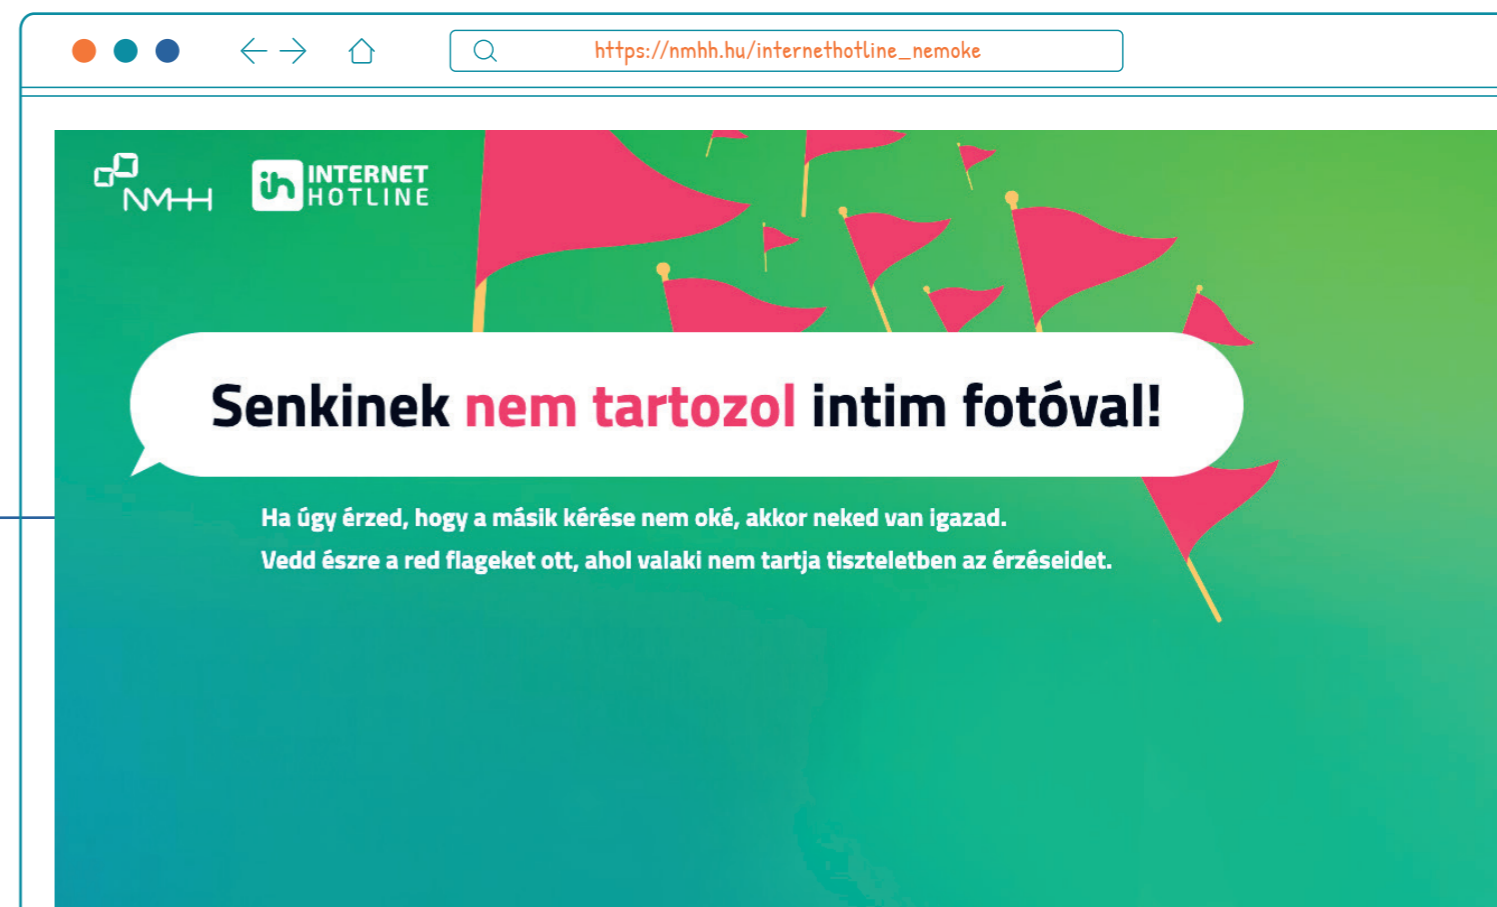 https://nmhh.hu/internethotline_nemoke
NMHH
ih INTERNET
HOTLINE
Senkinek nem tartozol intim fotóval!
Ha úgy érzed, hogy a másik kérése nem oké, akkor neked van igazad.
Vedd észre a red flageket ott, ahol valaki nem tartja tiszteletben az érzéseidet.